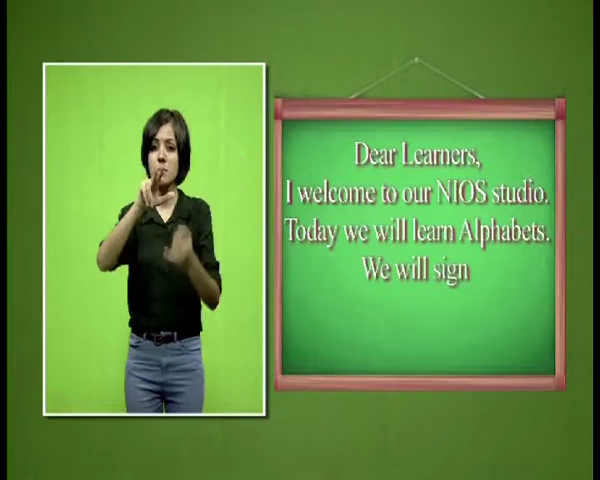 Dear Learners,
I welcome to our NIOS studio.
Today we will learn Alphabets.
We will sign